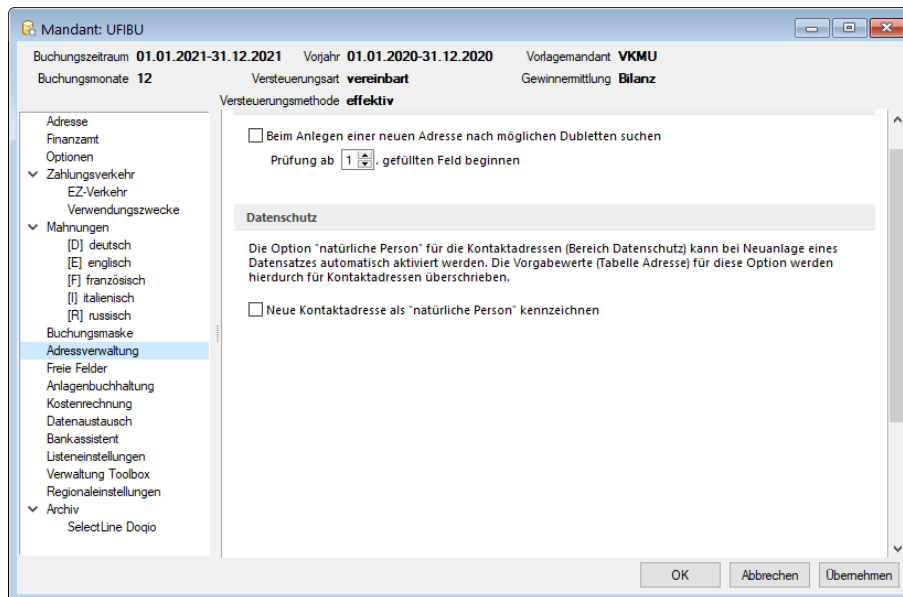 Mandant: UFIBU
Buchungszeitraum 01.01.2021-31.12.2021 Vorjahr 01.01.2020-31.12.2020 Vorlagemandant VKMU
Buchungsmonate 12 Versteuerungsart vereinbart Gewinnermittlung Bilanz
Versteuerungsmethode effektiv
Adresse
Finanzamt
Optionen
Zahlungsverkehr
EZ-Verkehr
Verwendungszwecke
Mahnungen
[D] deutsch
[E] englisch
[F] französisch
[I] italienisch
[R] russisch
Buchungsmaske
Adressverwaltung
Freie Felder
Anlagenbuchhaltung
Kostenrechnung
Datenaustausch
Bankassistent
Listeneinstellungen
Verwaltung Toolbox
Regionaleinstellungen
Archiv
SelectLine Doqio
Beim Anlegen einer neuen Adresse nach möglichen Dubletten suchen
Prüfung ab 1 . gefüllten Feld beginnen
Datenschutz
Die Option "natürliche Person" für die Kontaktadressen (Bereich Datenschutz) kann bei Neuanlage eines
Datensatzes automatisch aktiviert werden. Die Vorgabewerte (Tabelle Adresse) für diese Option werden
hierdurch für Kontaktadressen überschrieben.
Neue Kontaktadresse als "natürliche Person" kennzeichnen
OK Abbrechen Übernehmen